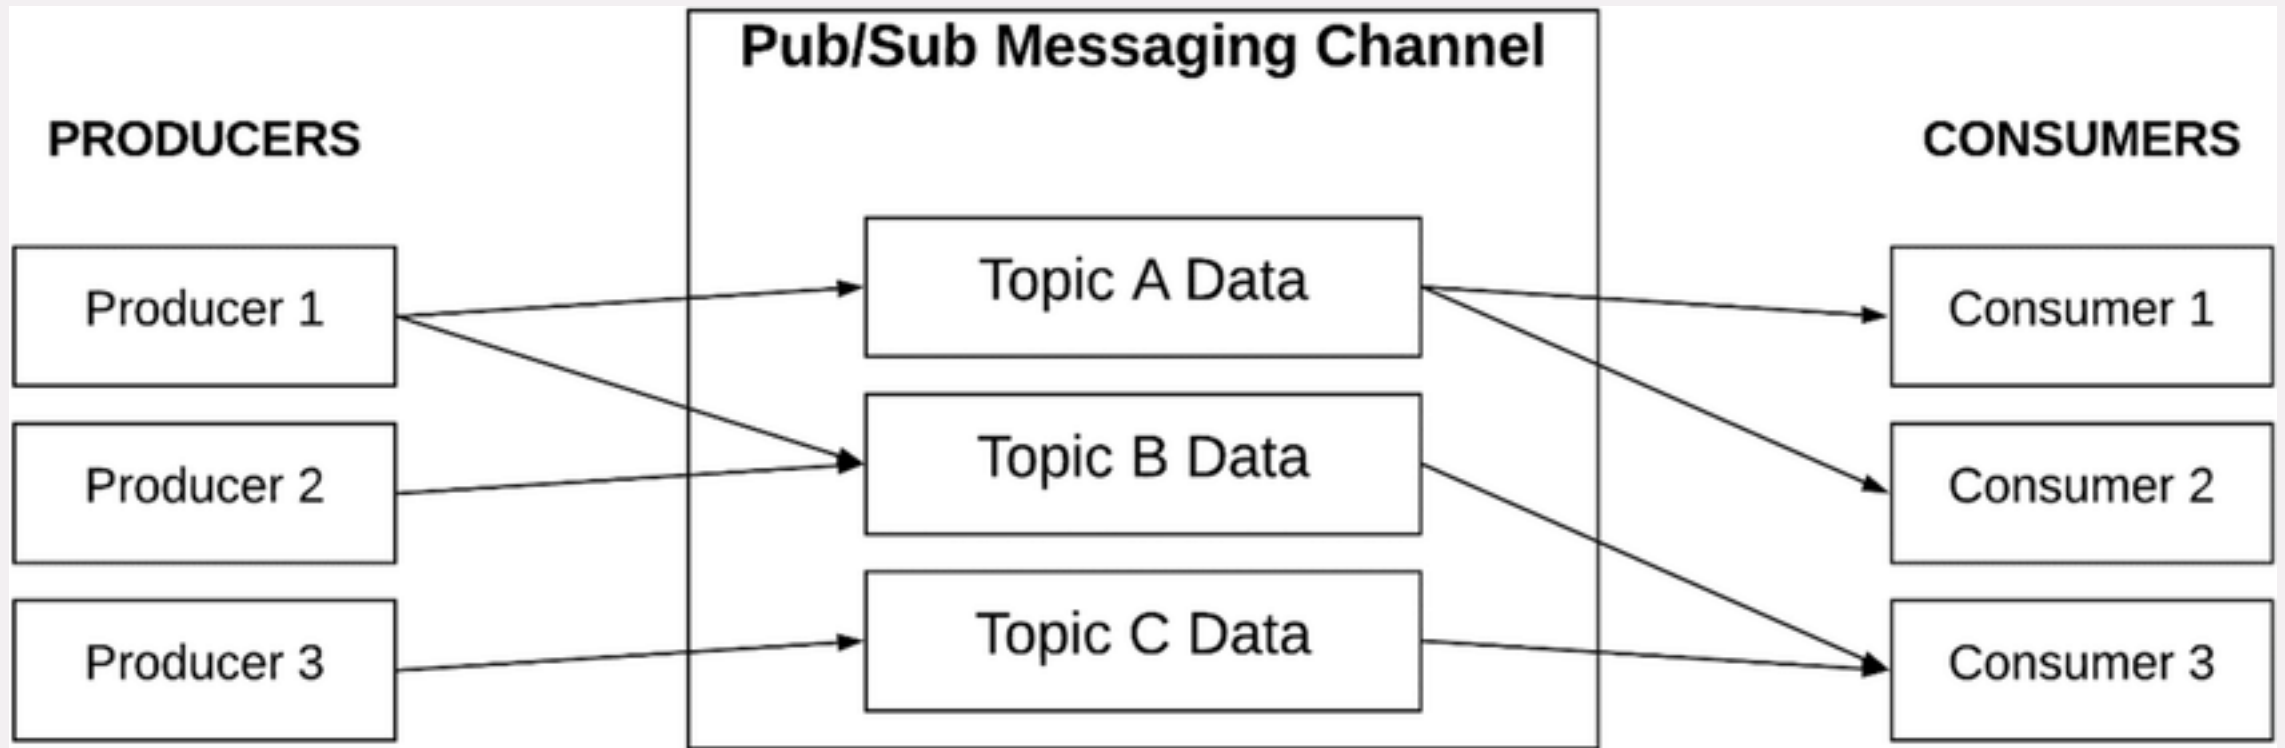 Pub/Sub Messaging Channel
PRODUCERS
CONSUMERS
Producer 1
Topic A Data
Consumer 1
Producer 2
Topic B Data
Consumer 2
Producer 3
Topic C Data
Consumer 3